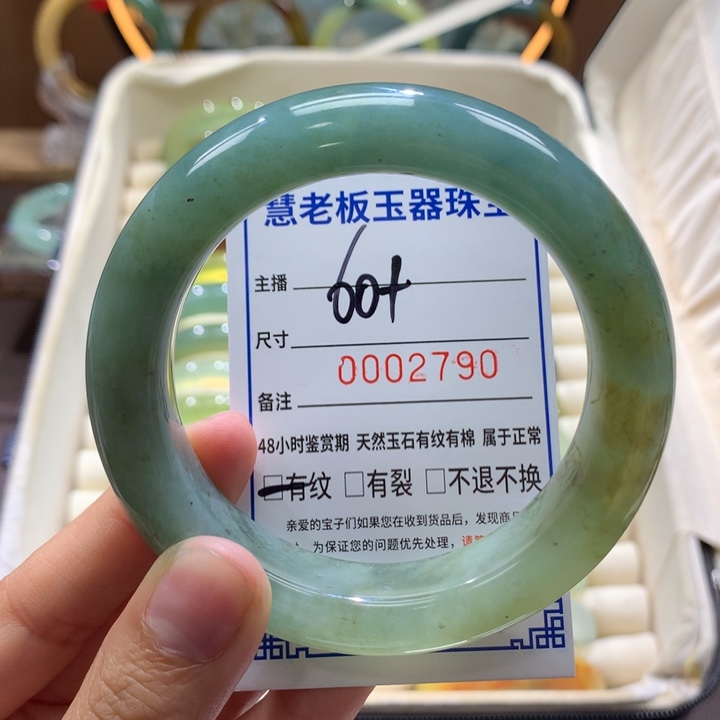 慧老板玉器珠宝
主播
60+
尺寸
0002790
备注
48小时鉴赏期 天然玉石有纹有棉 属于正常
□有纹 □有裂 □不退不换
亲爱的宝子们如果您在收到货品后，发现商品
为保证您的问题优先处理，请